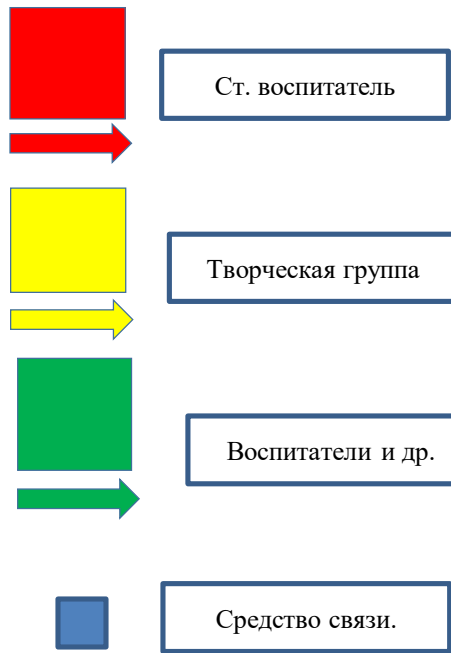 Ст. воспитатель
Творческая группа
Воспитатели и др.
Средство связи.